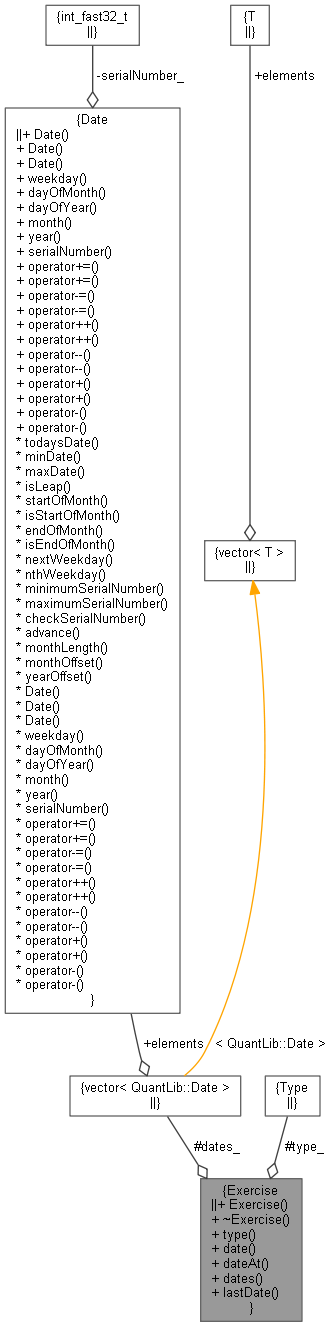 {int_fast32_t
||}
{T
||}
-serialNumber_
+elements
{Date
||+ Date()
+ Date()
+ Date()
+ weekday()
+ dayOfMonth()
+ dayOfYear()
+ month()
+ year()
+ serialNumber()
+ operator+=()
+ operator+=()
+ operator-=()
+ operator-=()
+ operator++()
+ operator++()
+ operator--()
+ operator--()
+ operator+()
+ operator+()
+ operator-()
+ operator-()
* todaysDate()
* minDate()
* maxDate()
* isLeap()
* startOfMonth()
* isStartOfMonth()
* endOfMonth()
* isEndOfMonth()
* nextWeekday()
* nthWeekday()
* minimumSerialNumber()
* maximumSerialNumber()
* checkSerialNumber()
* advance()
* monthLength()
* monthOffset()
* yearOffset()
* Date()
* Date()
* Date()
* weekday()
* dayOfMonth()
* dayOfYear()
* month()
* year()
* serialNumber()
* operator+=()
* operator+=()
* operator-=()
* operator-=()
* operator++()
* operator++()
* operator--()
* operator--()
* operator+()
* operator+()
* operator-()
* operator-()
}
{vector< T >
||}
+elements
< QuantLib::Date >
{vector< QuantLib::Date >
||}
{Type
||}
#dates_
#type_
{Exercise
||+ Exercise()
+ ~Exercise()
+ type()
+ date()
+ dateAt()
+ dates()
+ lastDate()
}